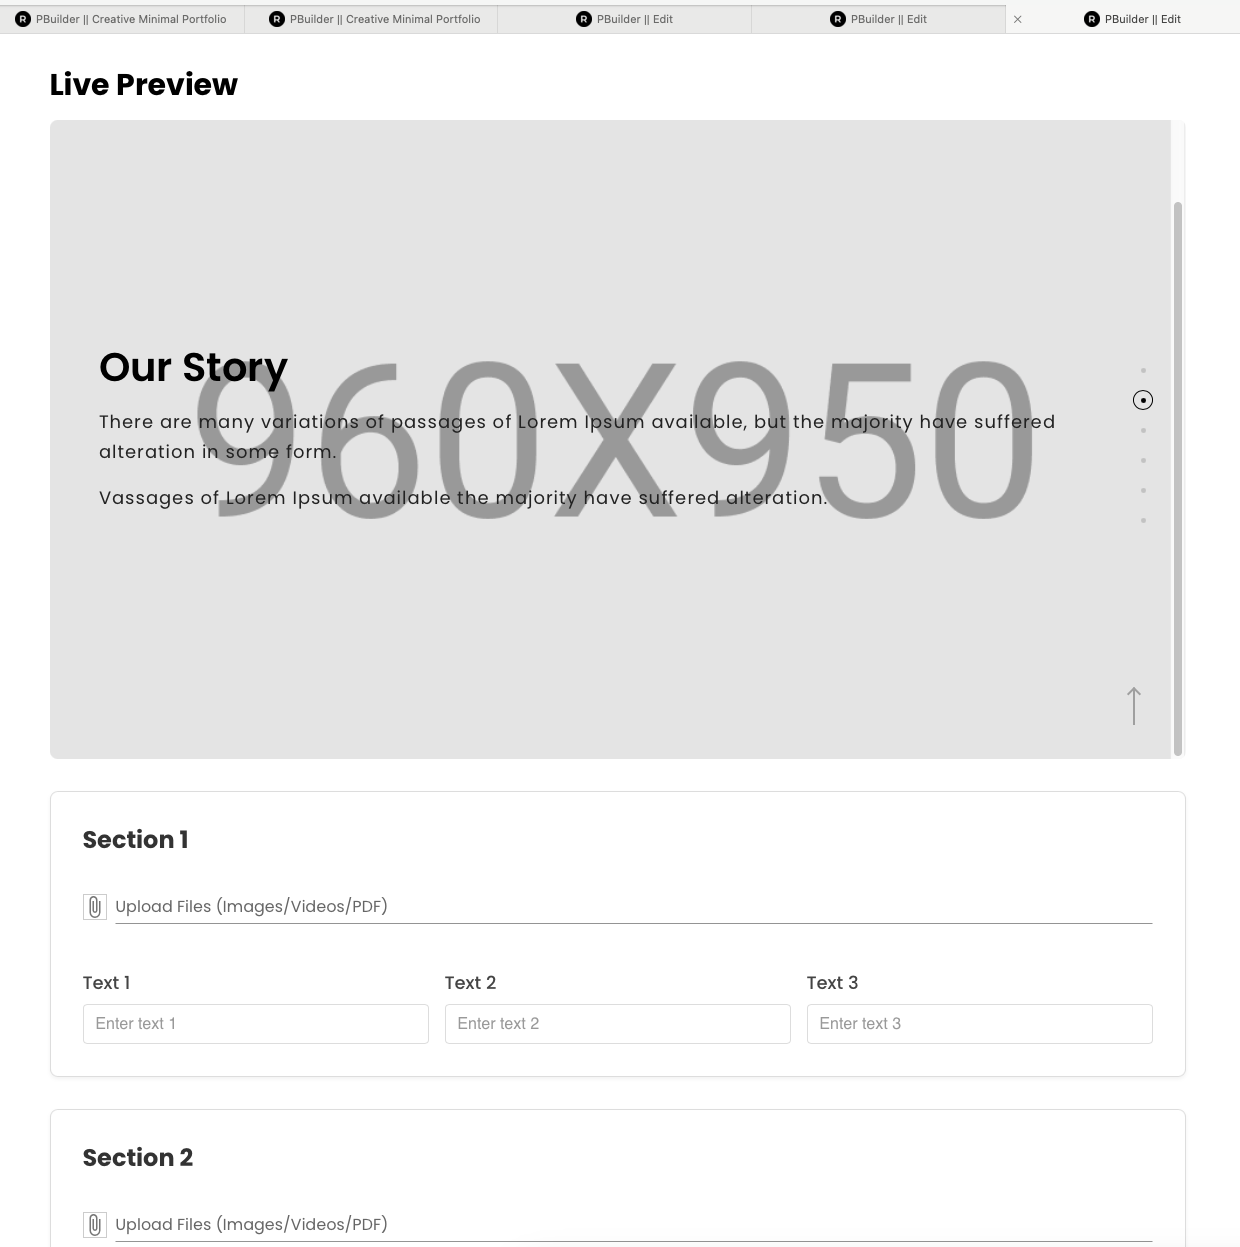 R PBuilder || Creative Minimal Portfolio
R PBuilder || Creative Minimal Portfolio
R PBuilder || Edit
R PBuilder || Edit
R PBuilder || Edit
Live Preview
960X950
Our Story
There are many variations of passages of Lorem Ipsum available, but the majority have suffered
alteration in some form.
Vassages of Lorem Ipsum available the majority have suffered alteration.
Section 1
Upload Files (Images/Videos/PDF)
Text 1
Text 2
Text 3
Enter text 1
Enter text 2
Enter text 3
Section 2
Upload Files (Images/Videos/PDF)